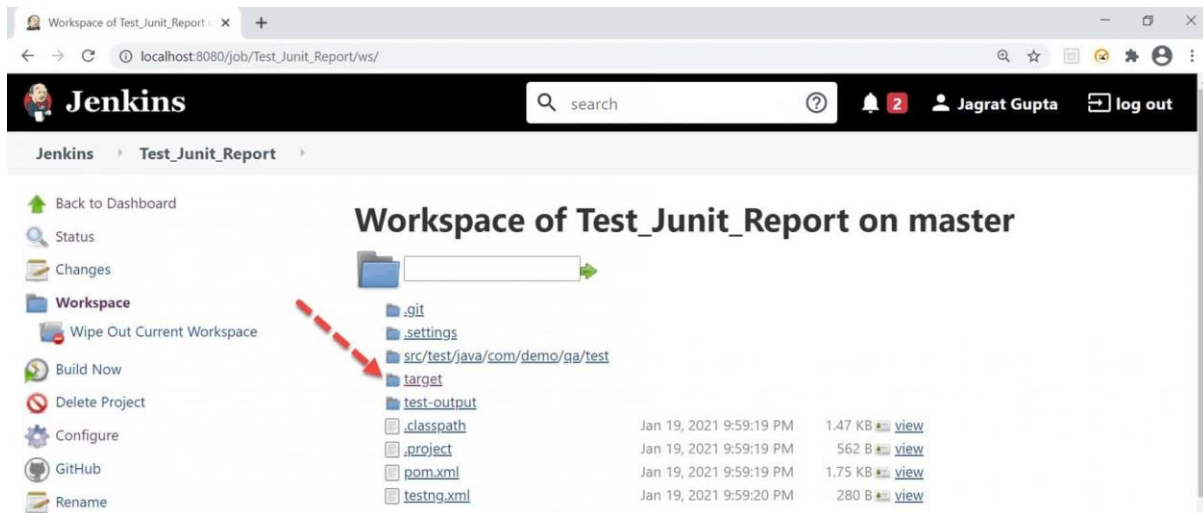 Workspace of Test_Junit_Report
localhost:8080/job/Test_Junit_Report/ws/
Jenkins
search
2
Jagrat Gupta
log out
Jenkins
Test_Junit_Report
Back to Dashboard
Status
Changes
Workspace
Wipe Out Current Workspace
Build Now
Delete Project
Configure
GitHub
Rename
Workspace of Test_Junit_Report on master
.git
.settings
src/test/java/com/demo/qa/test
target
test-output
.classpath Jan 19, 2021 9:59:19 PM 1.47 KB view
.project Jan 19, 2021 9:59:19 PM 562 B view
pom.xml Jan 19, 2021 9:59:19 PM 1.75 KB view
testng.xml Jan 19, 2021 9:59:20 PM 280 B view